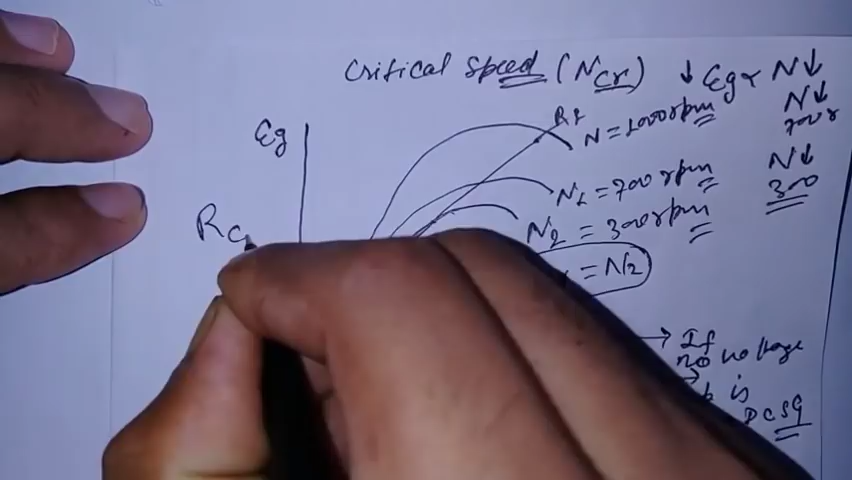 Critical speed (Ncr) ↓ Eg ∝ N↓
N↓
700 r
Eg
Rf
N = 1000 rpm
N↓
300
N1 = 700 rpm
Rc
N2 = 300 rpm
= N2
→ If
no voltage
is
DCSG